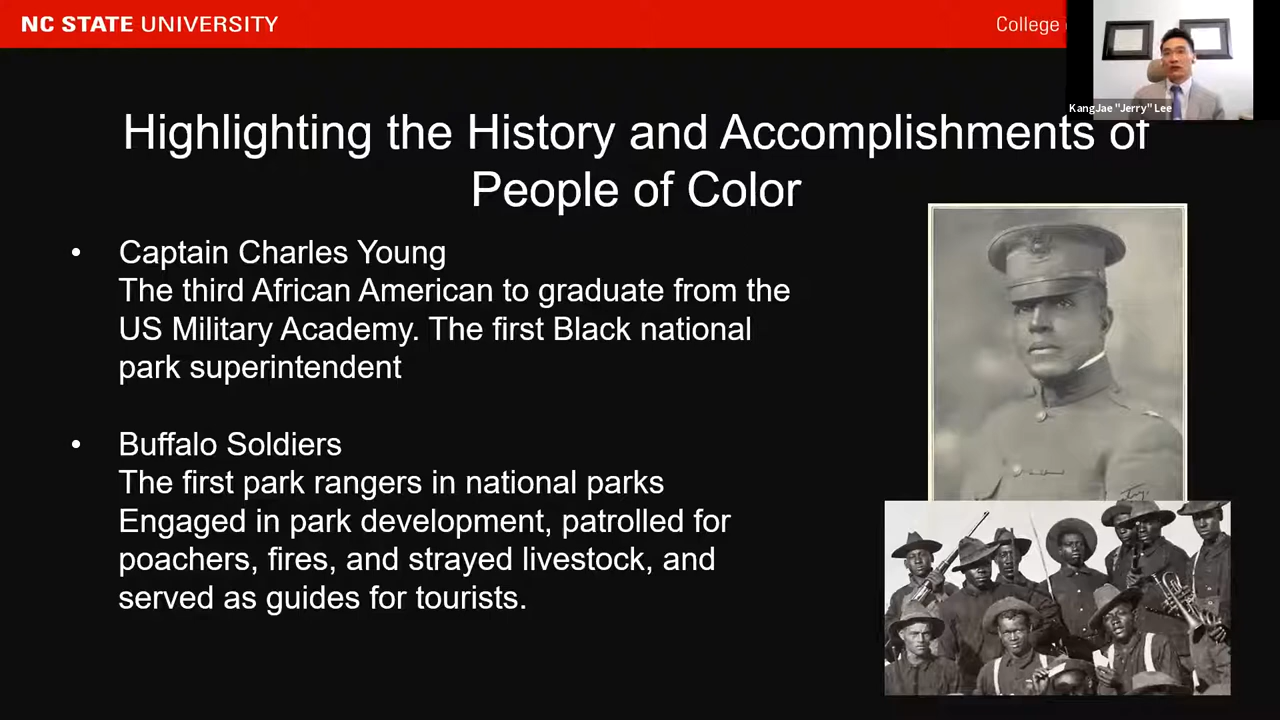 NC STATE UNIVERSITY
College
KangJae "Jerry" Lee
Highlighting the History and Accomplishments of
People of Color
• Captain Charles Young
The third African American to graduate from the
US Military Academy. The first Black national
park superintendent
• Buffalo Soldiers
The first park rangers in national parks
Engaged in park development, patrolled for
poachers, fires, and strayed livestock, and
served as guides for tourists.